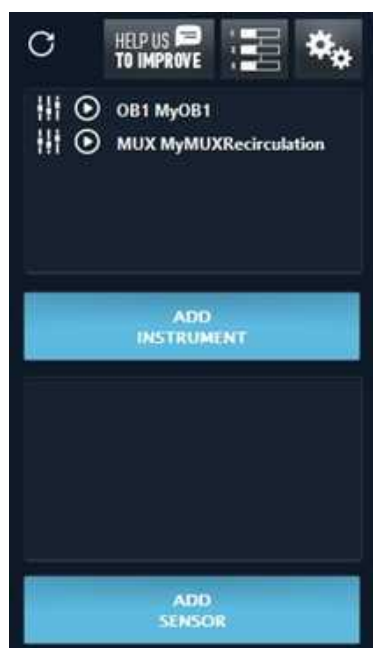 HELP US
TO IMPROVE
OB1 MyOB1
MUX MyMUXRecirculation
ADD
INSTRUMENT
ADD
SENSOR